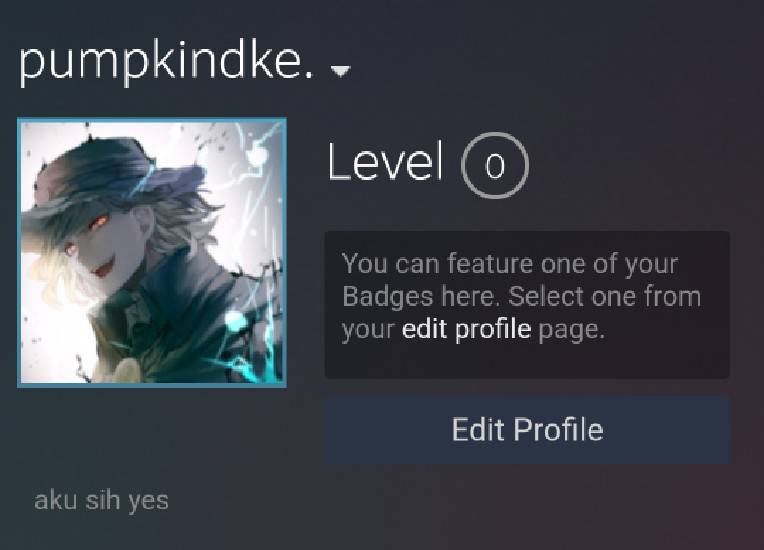 pumpkindke.
Level 0
You can feature one of your
Badges here. Select one from
your edit profile page.
Edit Profile
aku sih yes